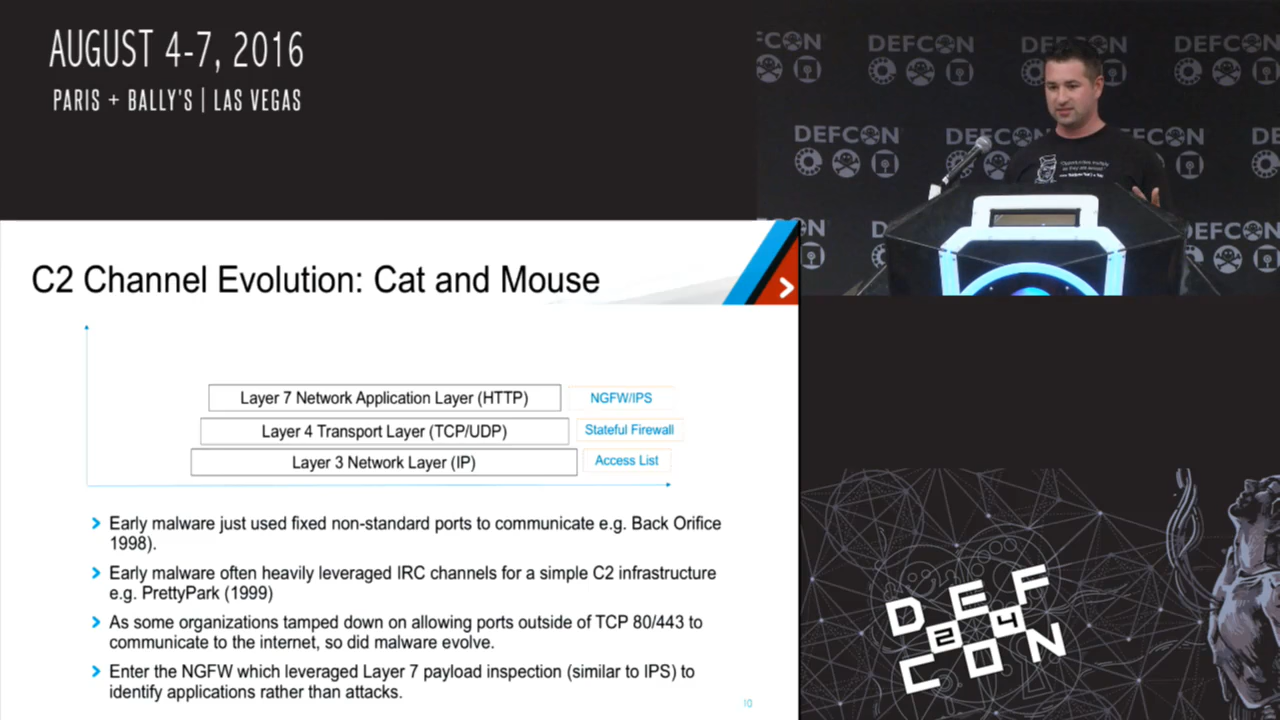 AUGUST 4-7, 2016
PARIS + BALLY'S | LAS VEGAS
DEFCON
DEFCON
DEFCON
DEFCON
DEFCON
C2 Channel Evolution: Cat and Mouse
Layer 7 Network Application Layer (HTTP)
NGFW/IPS
Layer 4 Transport Layer (TCP/UDP)
Stateful Firewall
Layer 3 Network Layer (IP)
Access List
Early malware just used fixed non-standard ports to communicate e.g. Back Orifice
1998).
Early malware often heavily leveraged IRC channels for a simple C2 infrastructure
e.g. PrettyPark (1999)
As some organizations tamped down on allowing ports outside of TCP 80/443 to
communicate to the internet, so did malware evolve.
Enter the NGFW which leveraged Layer 7 payload inspection (similar to IPS) to
identify applications rather than attacks.
10
DEF
24
CON